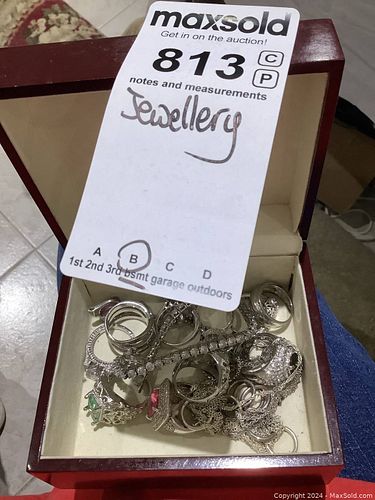 maxsold
Get in on the auction!
813 C
P
notes and measurements
Jewellery
A B C D
1st 2nd 3rd bsmt garage outdoors
Copyright © 2024 - MaxSold.com